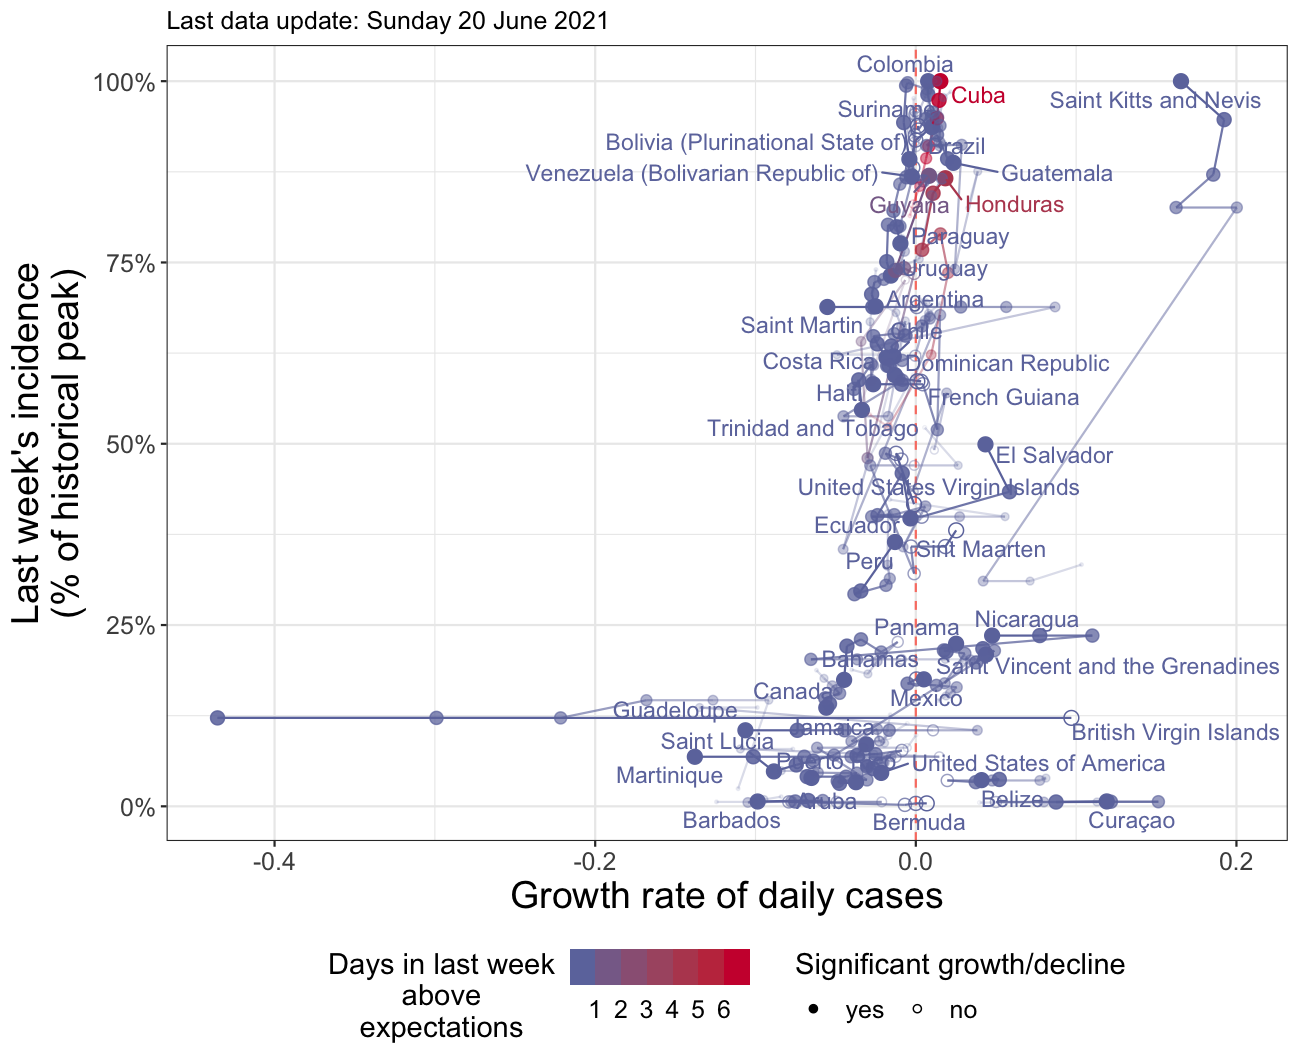 Last data update: Sunday 20 June 2021
Last week's incidence
(% of historical peak)
100%
75%
50%
25%
0%
Colombia
Cuba
Saint Kitts and Nevis
Suriname
Bolivia (Plurinational State of)
Brazil
Venezuela (Bolivarian Republic of)
Guatemala
Guyana
Honduras
Paraguay
Uruguay
Argentina
Saint Martin
Chile
Costa Rica
Dominican Republic
Haiti
French Guiana
Trinidad and Tobago
El Salvador
United States Virgin Islands
Ecuador
Sint Maarten
Peru
Nicaragua
Panama
Bahamas
Saint Vincent and the Grenadines
Canada
Mexico
Guadeloupe
Jamaica
British Virgin Islands
Saint Lucia
Puerto
United States of America
Martinique
Aruba
Belize
Barbados
Bermuda
Curaçao
-0.4
-0.2
0.0
0.2
Growth rate of daily cases
Days in last week
above
expectations
1 2 3 4 5 6
Significant growth/decline
yes
no